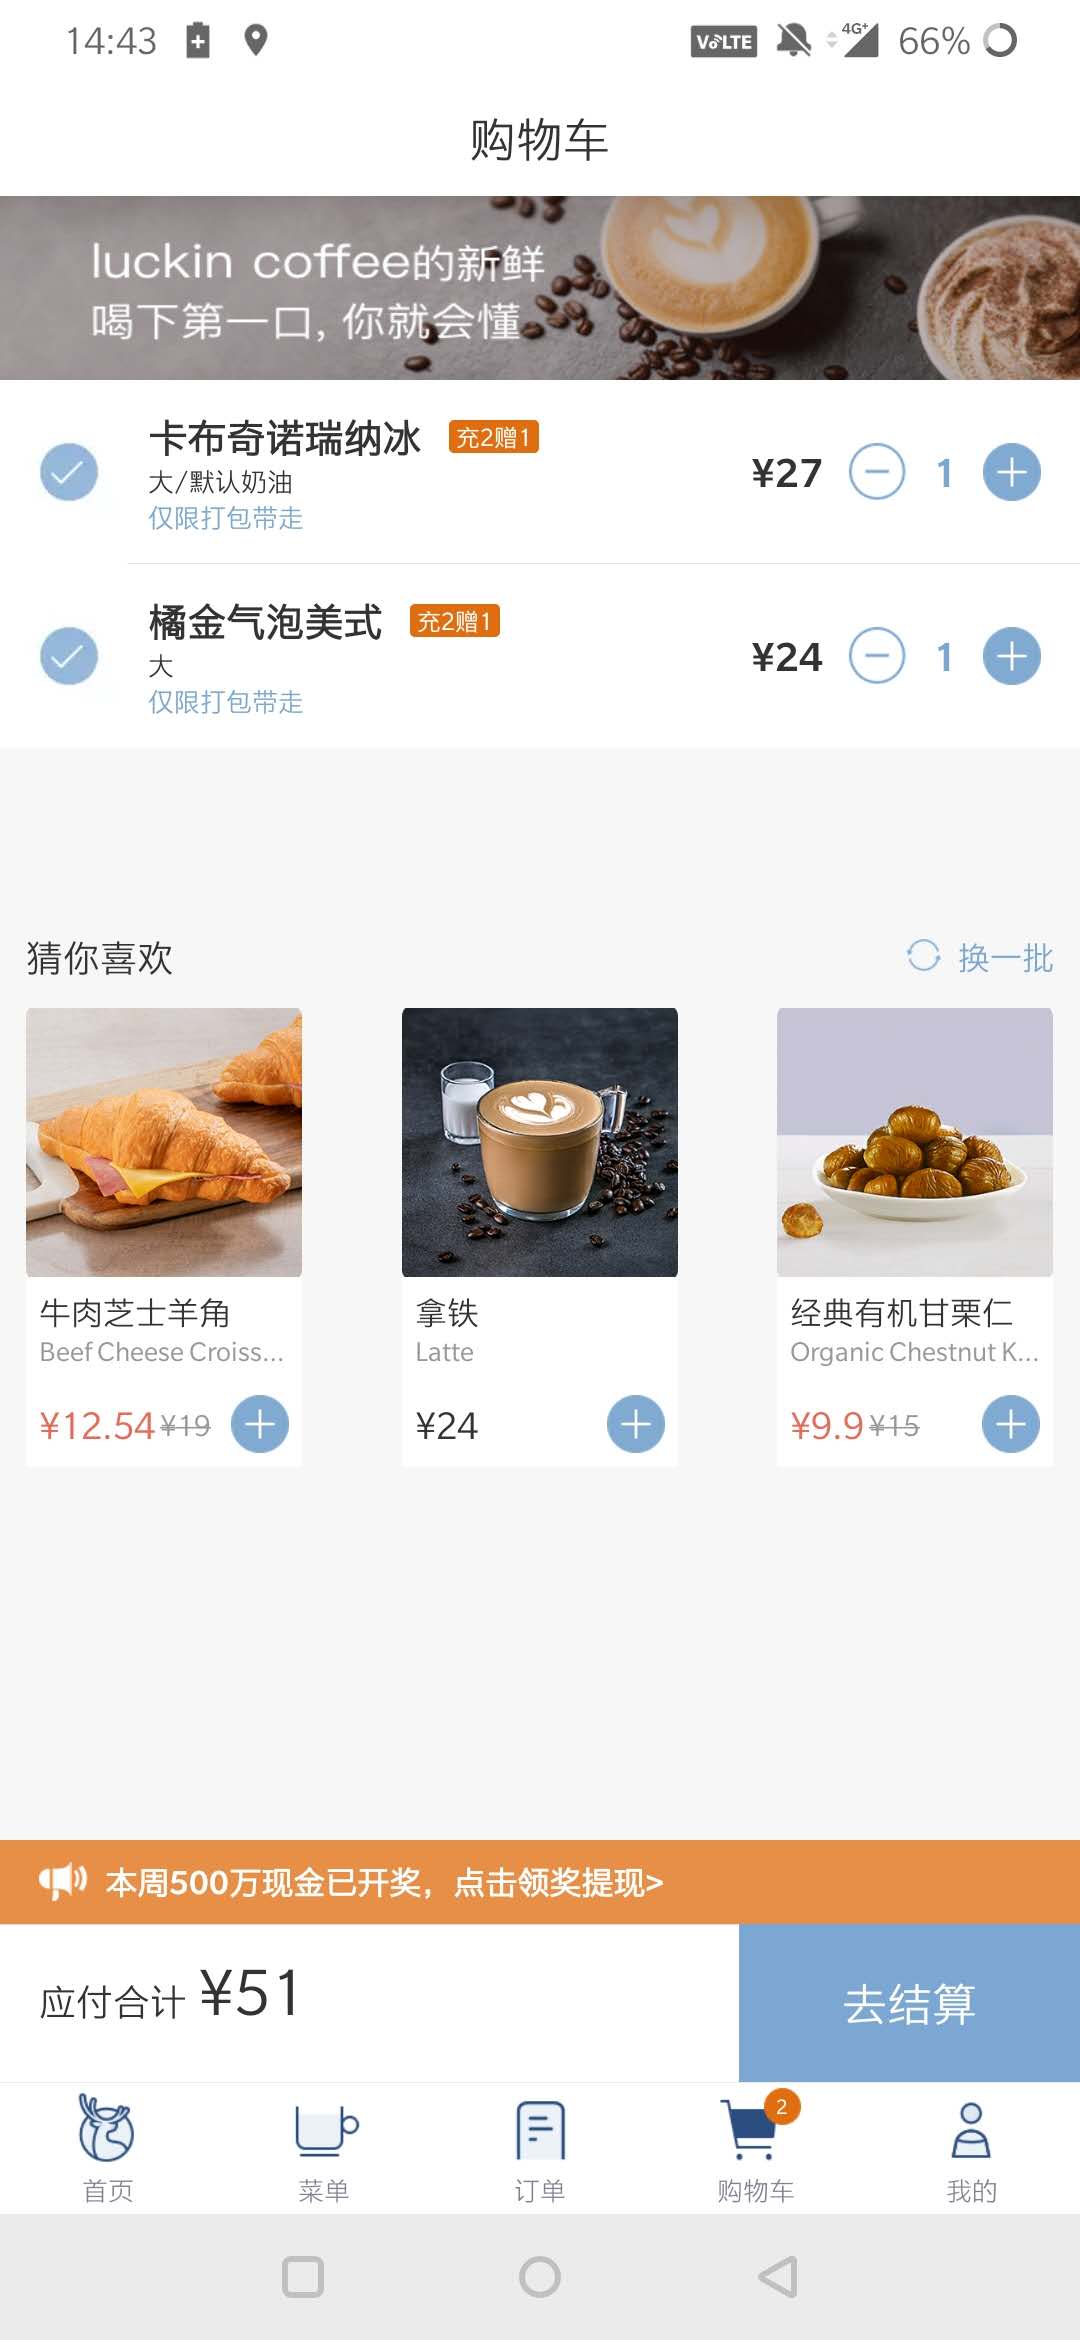 14:43
VoLTE 4G+ 66%
购物车
luckin coffee的新鲜
喝下第一口, 你就会懂
卡布奇诺瑞纳冰 充2赠1
大/默认奶油
仅限打包带走
¥27 1
橘金气泡美式 充2赠1
大
仅限打包带走
¥24 1
猜你喜欢 换一批
牛肉芝士羊角
Beef Cheese Croiss...
¥12.54 ¥19
拿铁
Latte
¥24
经典有机甘栗仁
Organic Chestnut K...
¥9.9 ¥15
本周500万现金已开奖，点击领奖提现>
应付合计 ¥51
去结算
首页 菜单 订单 购物车 2 我的